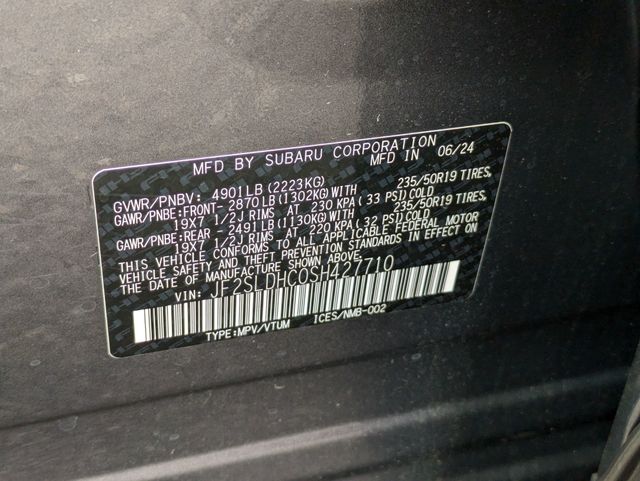 MFD BY SUBARU CORPORATION
MFD IN 06/24
GVWR/PNBV: 4901LB (2223KG)
GAWR/PNBE:FRONT-2870LB(1302KG)WITH 235/50R19 TIRES,
19X7 1/2J RIMS AT 230 KPA( 33 PSI)COLD
GAWR/PNBE:REAR -2491LB(1130KG)WITH 235/50R19 TIRES,
19X7 1/2J RIMS AT 220 KPA( 32 PSI)COLD
THIS VEHICLE CONFORMS TO ALL APPLICABLE FEDERAL MOTOR
VEHICLE SAFETY AND THEFT PREVENTION STANDARDS IN EFFECT ON
THE DATE OF MANUFACTURE SHOWN ABOVE.
VIN: JF2SLDHC0SH427710
TYPE:MPV/VTUM ICES/NMB-002